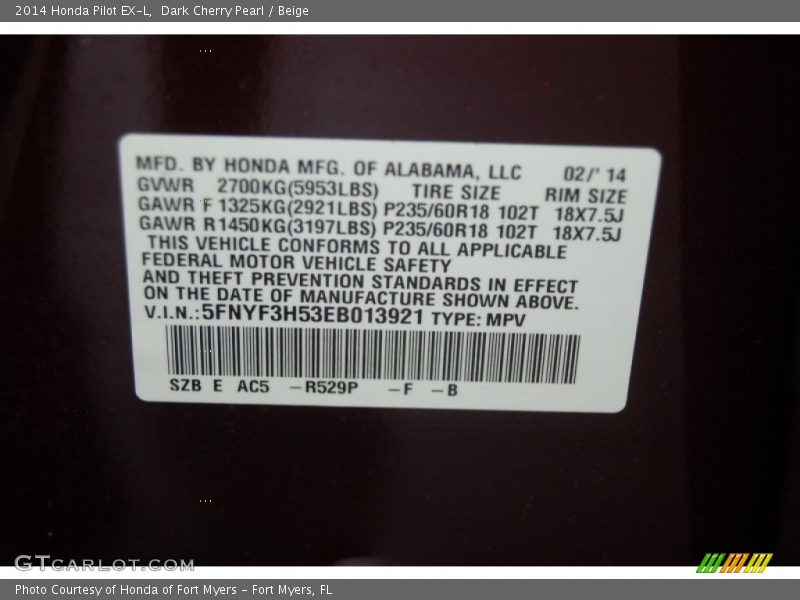 2014 Honda Pilot EX-L, Dark Cherry Pearl / Beige
MFD. BY HONDA MFG. OF ALABAMA, LLC 02/' 14
GVWR 2700KG(5953LBS) TIRE SIZE RIM SIZE
GAWR F 1325KG(2921LBS) P235/60R18 102T 18X7.5J
GAWR R 1450KG(3197LBS) P235/60R18 102T 18X7.5J
THIS VEHICLE CONFORMS TO ALL APPLICABLE
FEDERAL MOTOR VEHICLE SAFETY
AND THEFT PREVENTION STANDARDS IN EFFECT
ON THE DATE OF MANUFACTURE SHOWN ABOVE.
V.I.N.:5FNYF3H53EB013921 TYPE: MPV
SZB E AC5 –R529P –F –B
GTCARLOT.COM
Photo Courtesy of Honda of Fort Myers - Fort Myers, FL